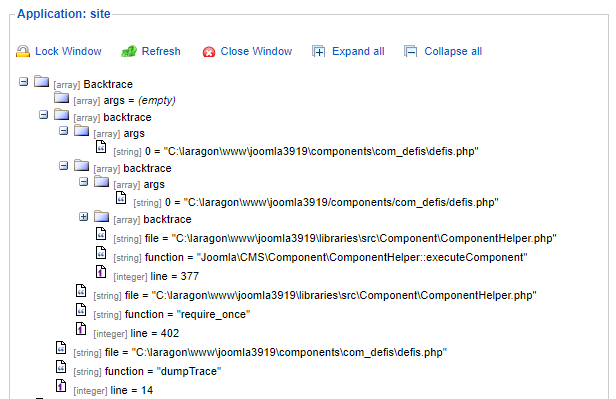 Application: site
Lock Window Refresh Close Window Expand all Collapse all
[array] Backtrace
[array] args = (empty)
[array] backtrace
[array] args
[string] 0 = "C:\laragon\www\joomla3919\components\com_defis\defis.php"
[array] backtrace
[array] args
[string] 0 = "C:\laragon\www\joomla3919/components/com_defis/defis.php"
[array] backtrace
[string] file = "C:\laragon\www\joomla3919\libraries\src\Component\ComponentHelper.php"
[string] function = "Joomla\CMS\Component\ComponentHelper::executeComponent"
[integer] line = 377
[string] file = "C:\laragon\www\joomla3919\libraries\src\Component\ComponentHelper.php"
[string] function = "require_once"
[integer] line = 402
[string] file = "C:\laragon\www\joomla3919\components\com_defis\defis.php"
[string] function = "dumpTrace"
[integer] line = 14